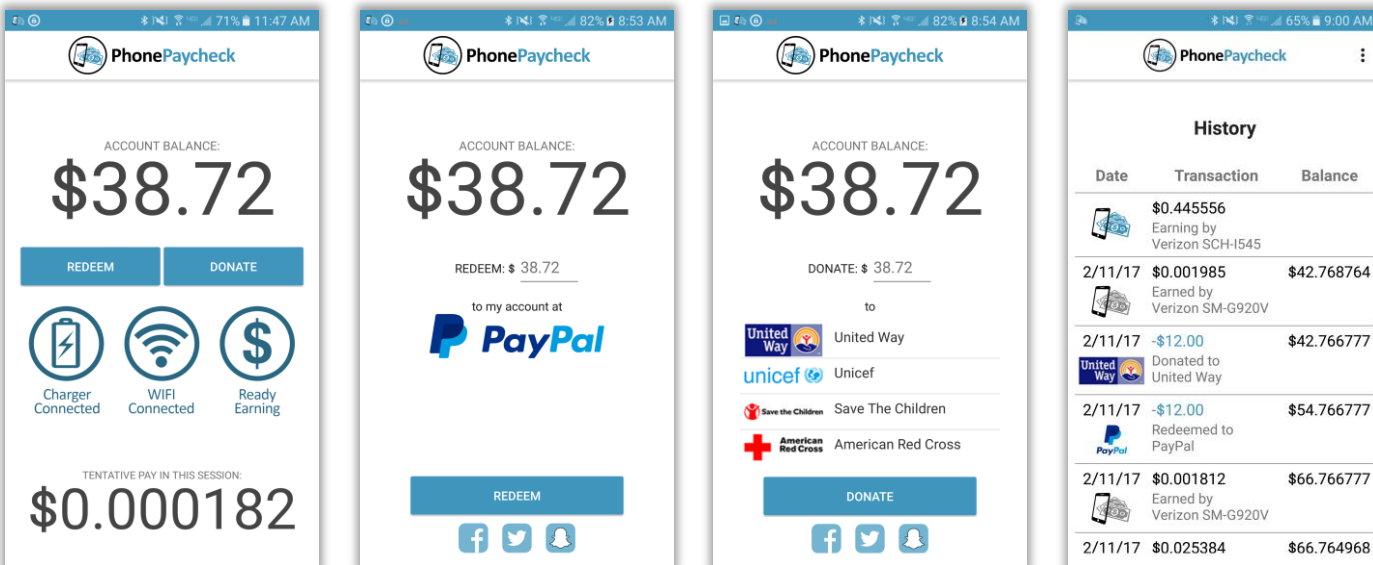 71% 11:47 AM
PhonePaycheck
ACCOUNT BALANCE:
$38.72
REDEEM DONATE
Charger Connected
WIFI Connected
Ready Earning
TENTATIVE PAY IN THIS SESSION:
$0.000182
82% 8:53 AM
PhonePaycheck
ACCOUNT BALANCE:
$38.72
REDEEM: $ 38.72
to my account at
PayPal
REDEEM
82% 8:54 AM
PhonePaycheck
ACCOUNT BALANCE:
$38.72
DONATE: $ 38.72
to
United Way United Way
unicef Unicef
Save the Children Save The Children
American Red Cross American Red Cross
DONATE
65% 9:00 AM
PhonePaycheck
History
Date Transaction Balance
$0.445556
Earning by
Verizon SCH-I545
2/11/17 $0.001985 $42.768764
Earned by
Verizon SM-G920V
2/11/17 -$12.00 $42.766777
United Way Donated to
United Way
2/11/17 -$12.00 $54.766777
Redeemed to
PayPal PayPal
2/11/17 $0.001812 $66.766777
Earned by
Verizon SM-G920V
2/11/17 $0.025384 $66.764968